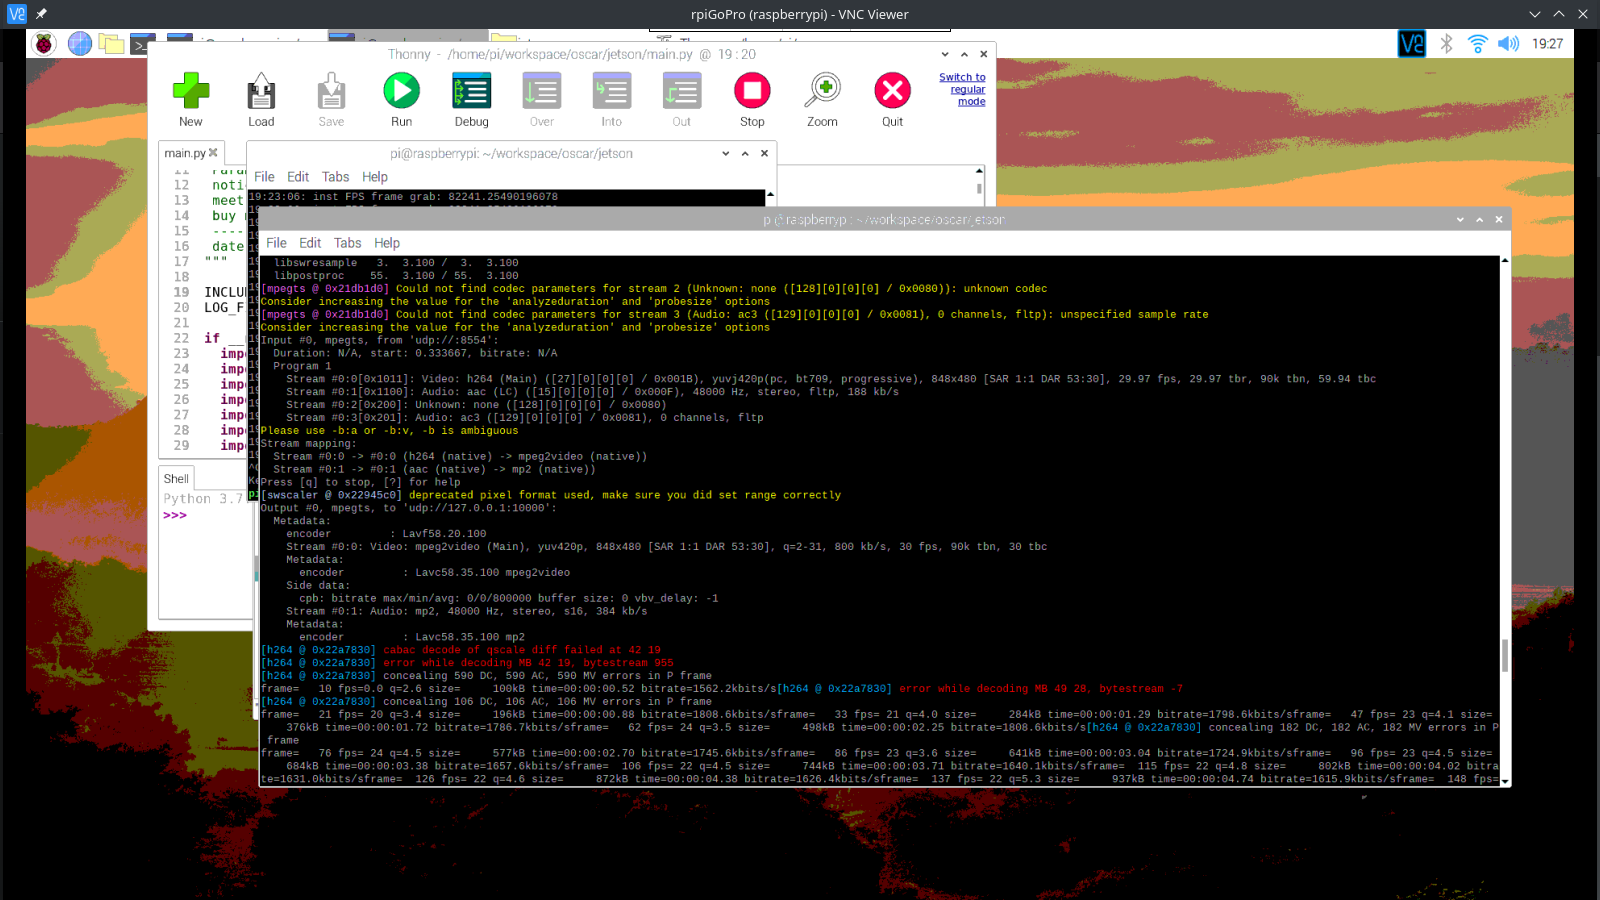 rpiGoPro (raspberrypi) - VNC Viewer
19:27
Thonny - /home/pi/workspace/oscar/jetson/main.py @ 19:20
New Load Save Run Debug Over Into Out Stop Zoom Quit
Switch to
regular
mode
main.py
12 noti
13 meet
14 buy
15 ----
16 date
17 """
18
19 INCLU
20 LOG_F
21
22 if __
23 impo
24 impo
25 impo
26 impo
27 impo
28 impo
29 impo
Shell
Python 3.7
>>>
pi@raspberrypi: ~/workspace/oscar/jetson
File Edit Tabs Help
19:23:06: inst FPS frame grab: 82241.25490196078
pi@raspberrypi: ~/workspace/oscar/jetson
File Edit Tabs Help
libswresample 3. 3.100 / 3. 3.100
libpostproc 55. 3.100 / 55. 3.100
[mpegts @ 0x21db1d0] Could not find codec parameters for stream 2 (Unknown: none ([128][0][0][0] / 0x0080)): unknown codec
Consider increasing the value for the 'analyzeduration' and 'probesize' options
[mpegts @ 0x21db1d0] Could not find codec parameters for stream 3 (Audio: ac3 ([129][0][0][0] / 0x0081), 0 channels, fltp): unspecified sample rate
Consider increasing the value for the 'analyzeduration' and 'probesize' options
Input #0, mpegts, from 'udp://:8554':
Duration: N/A, start: 0.333667, bitrate: N/A
Program 1
Stream #0:0[0x1011]: Video: h264 (Main) ([27][0][0][0] / 0x001B), yuvj420p(pc, bt709, progressive), 848x480 [SAR 1:1 DAR 53:30], 29.97 fps, 29.97 tbr, 90k tbn, 59.94 tbc
Stream #0:1[0x1100]: Audio: aac (LC) ([15][0][0][0] / 0x000F), 48000 Hz, stereo, fltp, 188 kb/s
Stream #0:2[0x200]: Unknown: none ([128][0][0][0] / 0x0080)
Stream #0:3[0x201]: Audio: ac3 ([129][0][0][0] / 0x0081), 0 channels, fltp
Please use -b:a or -b:v, -b is ambiguous
Stream mapping:
Stream #0:0 -> #0:0 (h264 (native) -> mpeg2video (native))
Stream #0:1 -> #0:1 (aac (native) -> mp2 (native))
Press [q] to stop, [?] for help
[swscaler @ 0x22945c0] deprecated pixel format used, make sure you did set range correctly
Output #0, mpegts, to 'udp://127.0.0.1:10000':
Metadata:
encoder : Lavf58.20.100
Stream #0:0: Video: mpeg2video (Main), yuv420p, 848x480 [SAR 1:1 DAR 53:30], q=2-31, 800 kb/s, 30 fps, 90k tbn, 30 tbc
Metadata:
encoder : Lavc58.35.100 mpeg2video
Side data:
cpb: bitrate max/min/avg: 0/0/800000 buffer size: 0 vbv_delay: -1
Stream #0:1: Audio: mp2, 48000 Hz, stereo, s16, 384 kb/s
Metadata:
encoder : Lavc58.35.100 mp2
[h264 @ 0x22a7830] cabac decode of qscale diff failed at 42 19
[h264 @ 0x22a7830] error while decoding MB 42 19, bytestream 955
[h264 @ 0x22a7830] concealing 590 DC, 590 AC, 590 MV errors in P frame
frame= 10 fps=0.0 q=2.6 size= 100kB time=00:00:00.52 bitrate=1562.2kbits/s[h264 @ 0x22a7830] error while decoding MB 49 28, bytestream -7
[h264 @ 0x22a7830] concealing 106 DC, 106 AC, 106 MV errors in P frame
frame= 21 fps= 20 q=3.4 size= 196kB time=00:00:00.88 bitrate=1808.6kbits/sframe= 33 fps= 21 q=4.0 size= 284kB time=00:00:01.29 bitrate=1798.6kbits/sframe= 47 fps= 23 q=4.1 size=
376kB time=00:00:01.72 bitrate=1786.7kbits/sframe= 62 fps= 24 q=3.5 size= 498kB time=00:00:02.25 bitrate=1808.6kbits/s[h264 @ 0x22a7830] concealing 182 DC, 182 AC, 182 MV errors in P
frame
frame= 76 fps= 24 q=4.5 size= 577kB time=00:00:02.70 bitrate=1745.6kbits/sframe= 86 fps= 23 q=3.6 size= 641kB time=00:00:03.04 bitrate=1724.9kbits/sframe= 96 fps= 23 q=4.5 size=
684kB time=00:00:03.38 bitrate=1657.6kbits/sframe= 106 fps= 22 q=4.5 size= 744kB time=00:00:03.71 bitrate=1640.1kbits/sframe= 115 fps= 22 q=4.8 size= 802kB time=00:00:04.02 bitra
te=1631.0kbits/sframe= 126 fps= 22 q=4.6 size= 872kB time=00:00:04.38 bitrate=1626.4kbits/sframe= 137 fps= 22 q=5.3 size= 937kB time=00:00:04.74 bitrate=1615.9kbits/sframe= 148 fps=